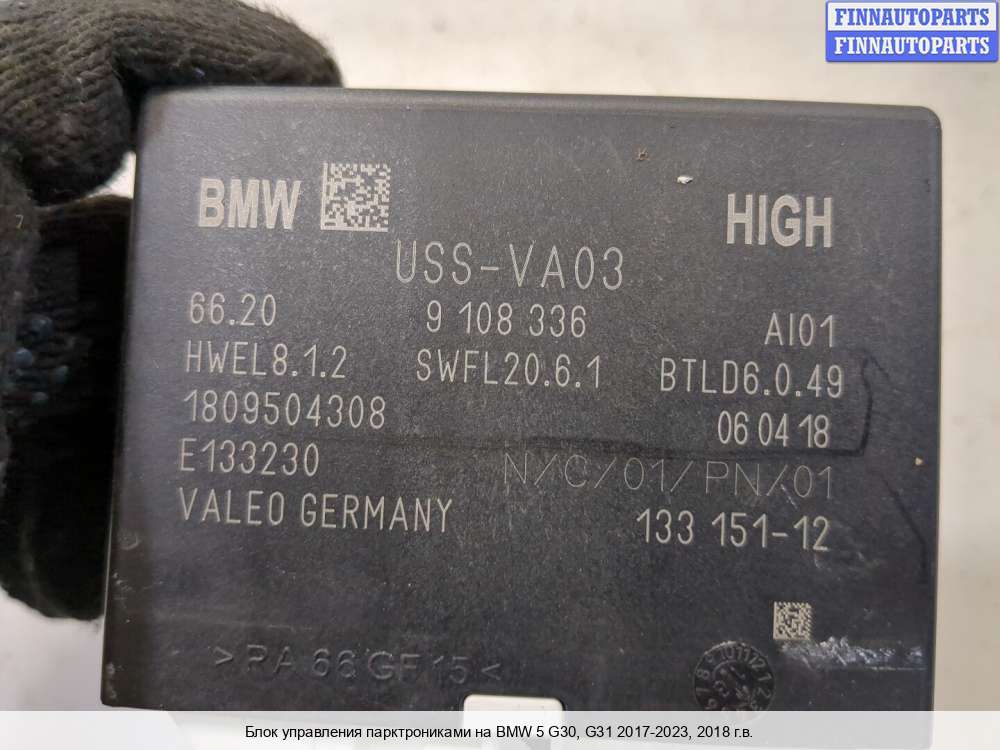 FINNAUTOPARTS
FINNAUTOPARTS
BMW HIGH
USS-VA03
66.20 9 108 336 AI01
HWEL8.1.2 SWFL20.6.1 BTLD6.0.49
1809504308 06 04 18
E133230 N/C/01/PN/01
VALEO GERMANY 133 151-12
>PA 66 GF15<
Блок управления парктрониками на BMW 5 G30, G31 2017-2023, 2018 г.в.